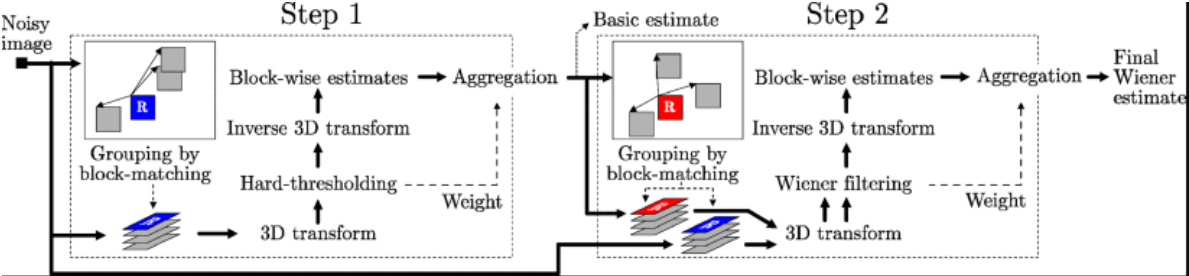 Step 1
Step 2
Noisy
image
R
Grouping by
block-matching
Block-wise estimates
Aggregation
Inverse 3D transform
Hard-thresholding
Weight
3D transform
Basic estimate
R
Grouping by
block-matching
Block-wise estimates
Aggregation
Inverse 3D transform
Wiener filtering
Weight
3D transform
Final
Wiener
estimate